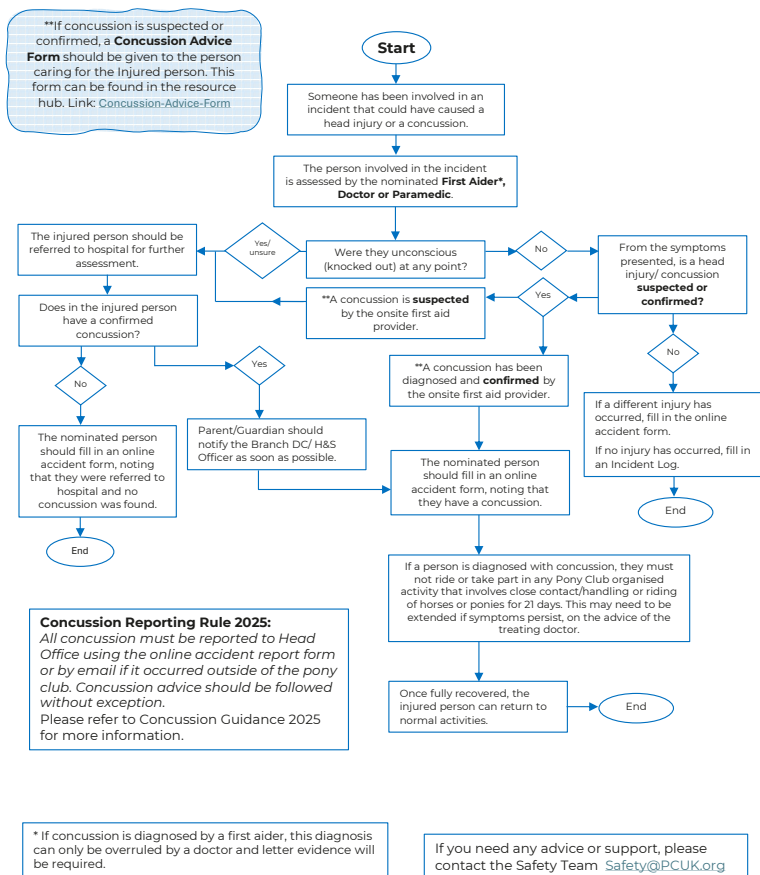 **If concussion is suspected or
confirmed, a Concussion Advice
Form should be given to the person
caring for the Injured person. This
form can be found in the resource
hub. Link: Concussion-Advice-Form
Start
Someone has been involved in an
incident that could have caused a
head injury or a concussion.
The person involved in the incident
is assessed by the nominated First Aider*,
Doctor or Paramedic.
The injured person should be
referred to hospital for further
assessment.
Yes/
unsure
Were they unconscious
(knocked out) at any point?
No
From the symptoms
presented, is a head
injury/ concussion
suspected or
confirmed?
**A concussion is suspected
by the onsite first aid
provider.
Yes
Does in the injured person
have a confirmed
concussion?
No
Yes
**A concussion has been
diagnosed and confirmed by
the onsite first aid provider.
No
If a different injury has
occurred, fill in the online
accident form.
If no injury has occurred, fill in
an Incident Log.
End
The nominated person
should fill in an online
accident form, noting
that they were referred to
hospital and no
concussion was found.
End
Parent/Guardian should
notify the Branch DC/ H&S
Officer as soon as possible.
The nominated person
should fill in an online
accident form, noting that
they have a concussion.
If a person is diagnosed with concussion, they must
not ride or take part in any Pony Club organised
activity that involves close contact/handling or riding
of horses or ponies for 21 days. This may need to be
extended if symptoms persist, on the advice of the
treating doctor.
Once fully recovered, the
injured person can return to
normal activities.
End
Concussion Reporting Rule 2025:
All concussion must be reported to Head
Office using the online accident report form
or by email if it occurred outside of the pony
club. Concussion advice should be followed
without exception.
Please refer to Concussion Guidance 2025
for more information.
* If concussion is diagnosed by a first aider, this diagnosis
can only be overruled by a doctor and letter evidence will
be required.
If you need any advice or support, please
contact the Safety Team Safety@PCUK.org